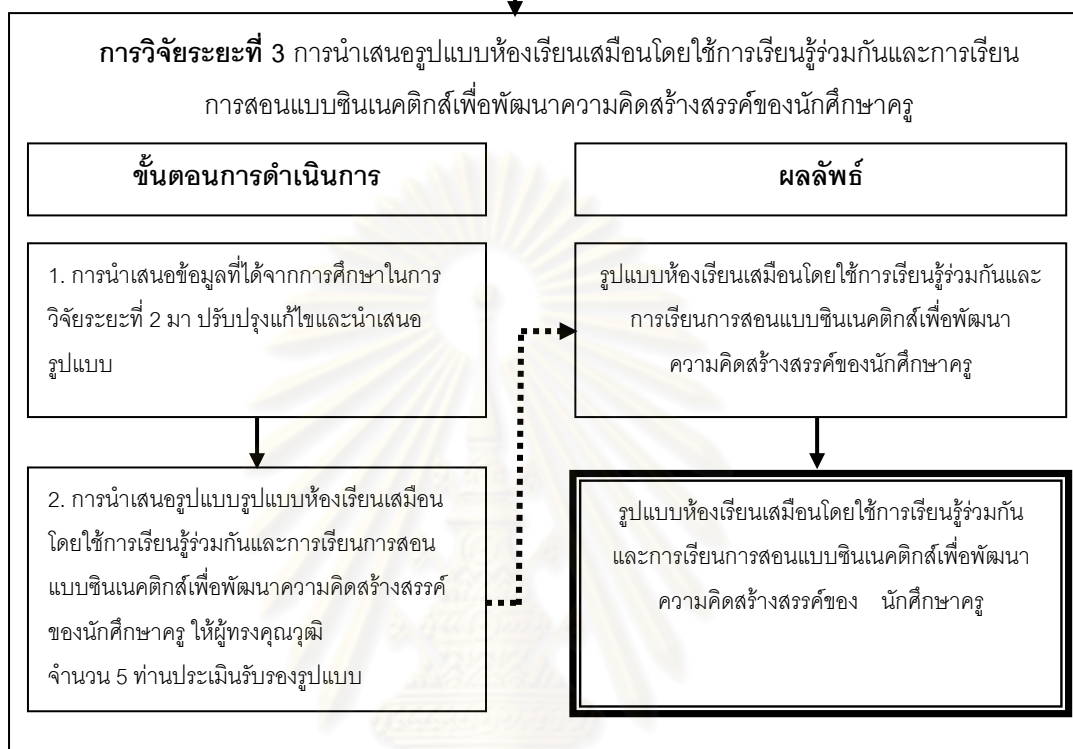 การวิจัยระยะที่ 3 การนำเสนอรูปแบบห้องเรียนเสมือนโดยใช้การเรียนรู้ร่วมกันและการเรียน
การสอนแบบซินเนคติกส์เพื่อพัฒนาความคิดสร้างสรรค์ของนักศึกษาครู
ขั้นตอนการดำเนินการ
1. การนำเสนอข้อมูลที่ได้จากการศึกษาในการ
วิจัยระยะที่ 2 มา ปรับปรุงแก้ไขและนำเสนอ
รูปแบบ
2. การนำเสนอรูปแบบรูปแบบห้องเรียนเสมือน
โดยใช้การเรียนรู้ร่วมกันและการเรียนการสอน
แบบซินเนคติกส์เพื่อพัฒนาความคิดสร้างสรรค์
ของนักศึกษาครู ให้ผู้ทรงคุณวุฒิ
จำนวน 5 ท่านประเมินรับรองรูปแบบ
ผลลัพธ์
รูปแบบห้องเรียนเสมือนโดยใช้การเรียนรู้ร่วมกันและ
การเรียนการสอนแบบซินเนคติกส์เพื่อพัฒนา
ความคิดสร้างสรรค์ของนักศึกษาครู
รูปแบบห้องเรียนเสมือนโดยใช้การเรียนรู้ร่วมกัน
และการเรียนการสอนแบบซินเนคติกส์เพื่อพัฒนา
ความคิดสร้างสรรค์ของ นักศึกษาครู